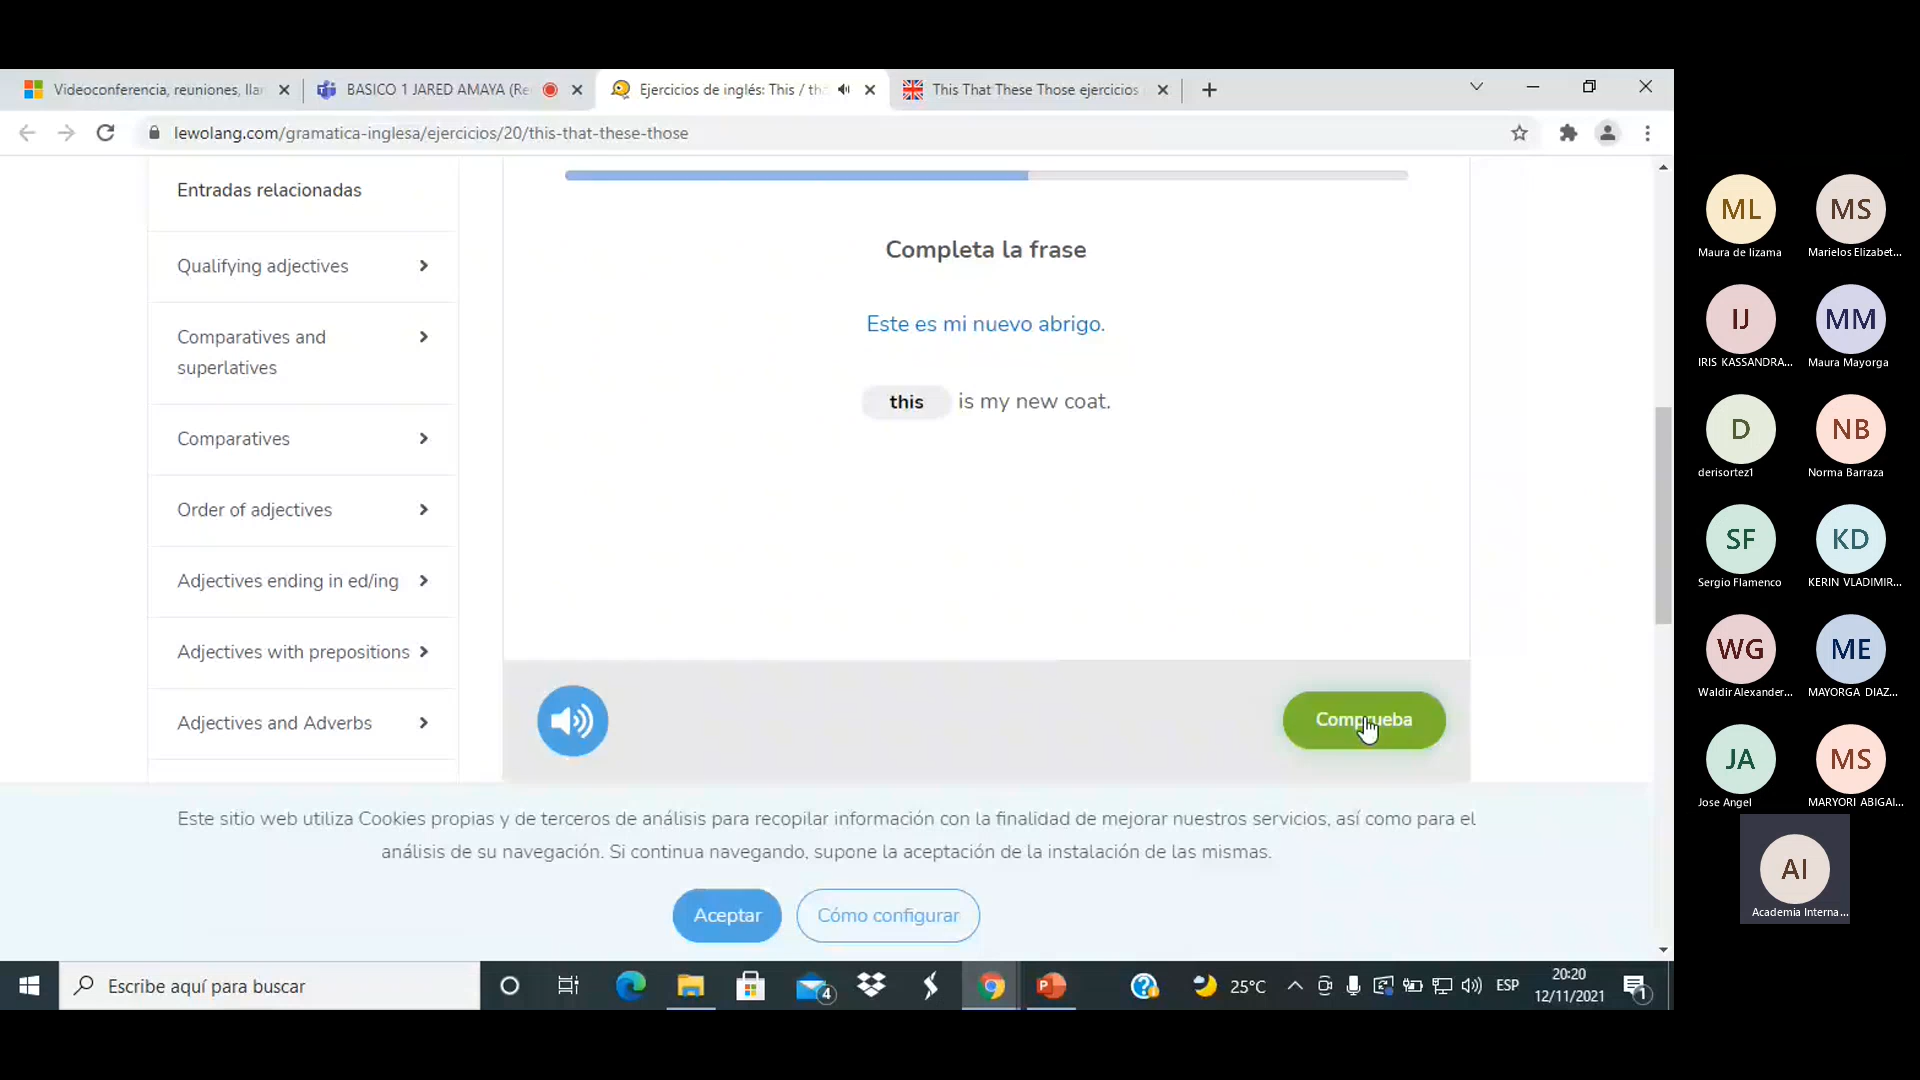 Videoconferencia, reuniones, lla
BASICO 1 JARED AMAYA (Re
Ejercicios de inglés: This / th
This That These Those ejercicios
lewolang.com/gramatica-inglesa/ejercicios/20/this-that-these-those
Entradas relacionadas
Qualifying adjectives
Comparatives and
superlatives
Comparatives
Order of adjectives
Adjectives ending in ed/ing
Adjectives with prepositions
Adjectives and Adverbs
Completa la frase
Este es mi nuevo abrigo.
this is my new coat.
Comprueba
Este sitio web utiliza Cookies propias y de terceros de análisis para recopilar información con la finalidad de mejorar nuestros servicios, así como para el
análisis de su navegación. Si continua navegando, supone la aceptación de la instalación de las mismas.
Aceptar
Cómo configurar
Escribe aquí para buscar
4
25°C
ESP
20:20
12/11/2021
1
ML
Maura de lizama
MS
Marielos Elizabet...
IJ
IRIS KASSANDRA...
MM
Maura Mayorga
D
derisortez1
NB
Norma Barraza
SF
Sergio Flamenco
KD
KERIN VLADIMIR...
WG
Waldir Alexander...
ME
MAYORGA DIAZ...
JA
Jose Angel
MS
MARYORI ABIGAI...
AI
Academia Interna...